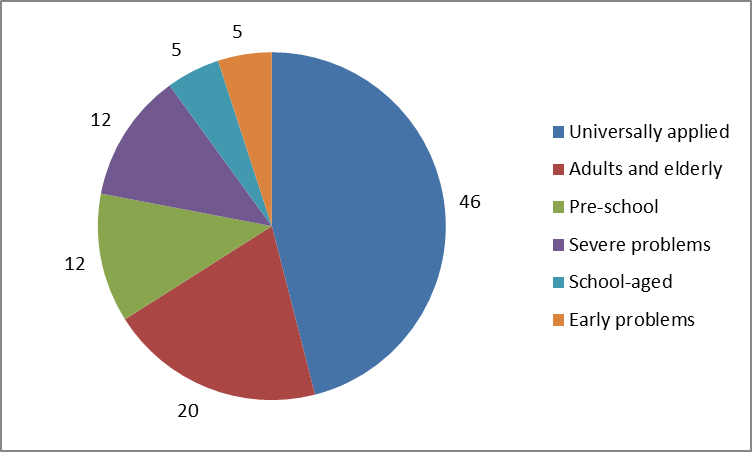 5
5
12
46
12
20
Universally applied
Adults and elderly
Pre-school
Severe problems
School-aged
Early problems